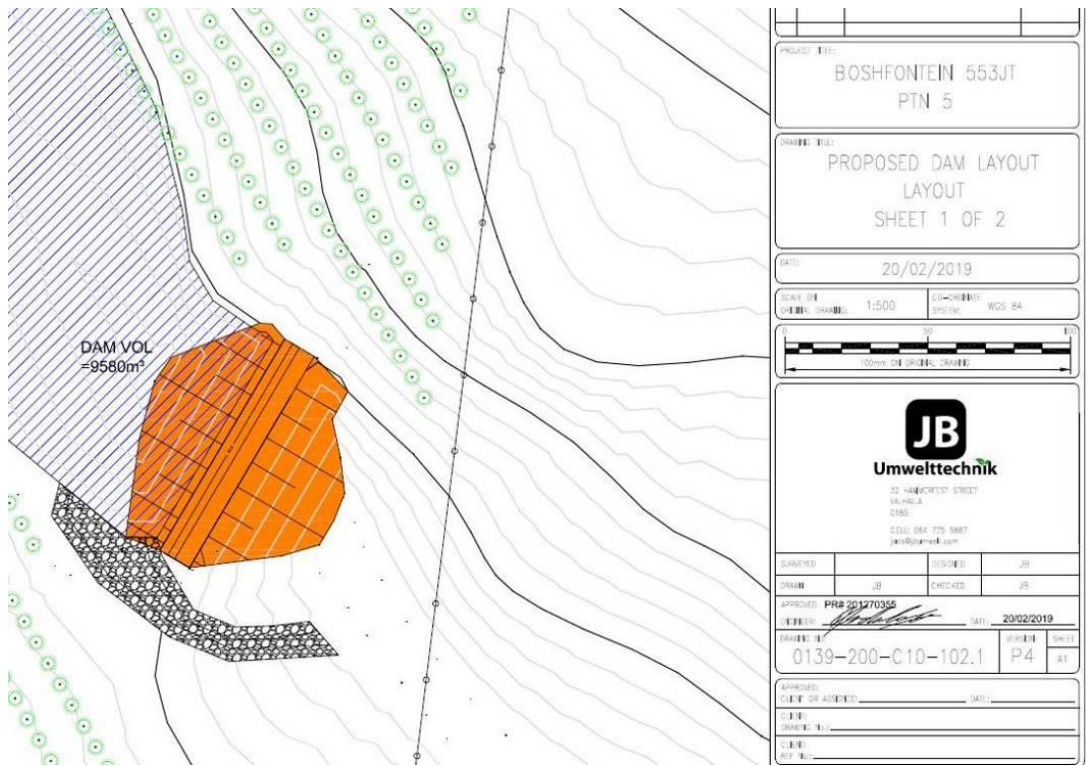 DAM VOL
=9580m³
PROJECT TITLE:
BOSHFONTEIN 553JT
PTN 5
DRAWING TITLE:
PROPOSED DAM LAYOUT
LAYOUT
SHEET 1 OF 2
DATE:
20/02/2019
SCALE ON
ORIGINAL DRAWING: 1:500
CO-ORDINATE
SYSTEM: WGS 84
0 50 100
100mm ON ORIGINAL DRAWING
JB
Umwelttechnik
HAMMERFEST STREET
VALHALLA
0185
CELL: 084 775 5887
SURVEYED
DESIGNED JB
DRAWN JB
CHECKED JB
APPROVED: PR# 201270355
ENGINEER: DATE: 20/02/2019
DRAWING No.
0139-200-C10-102.1
VERSION:
P4
SHEET
A1
APPROVED:
CLIENT OR ASSIGNEE: DATE:
CLIENT:
DRAWING No.:
CLIENT:
REF No.: